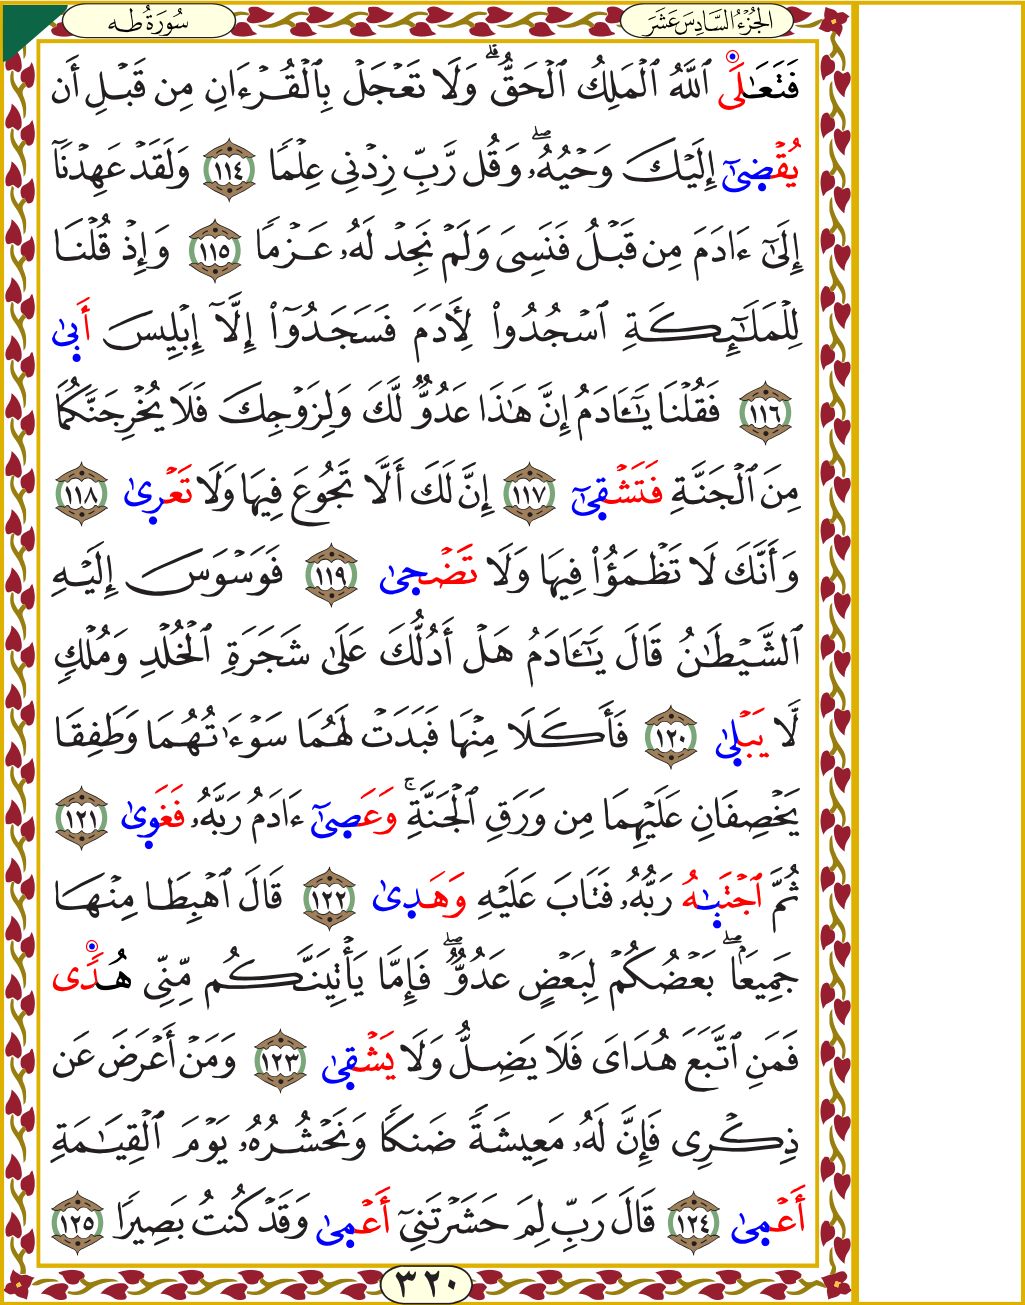 الجُزْءُ السَّادِسَ عَشَرَ
سُورَةُ طه
فَتَعَٰلَى ٱللَّهُ ٱلْمَلِكُ ٱلْحَقُّ ۗ وَلَا تَعْجَلْ بِٱلْقُرْءَانِ مِن قَبْلِ أَن
يُقْضَىٰٓ إِلَيْكَ وَحْيُهُۥ ۖ وَقُل رَّبِّ زِدْنِى عِلْمًا ١١٤ وَلَقَدْ عَهِدْنَآ
إِلَىٰٓ ءَادَمَ مِن قَبْلُ فَنَسِىَ وَلَمْ نَجِدْ لَهُۥ عَزْمًا ١١٥ وَإِذْ قُلْنَا
لِلْمَلَٰٓئِكَةِ ٱسْجُدُوا۟ لِأَدَمَ فَسَجَدُوٓا۟ إِلَّآ إِبْلِيسَ أَبَىٰ
١١٦ فَقُلْنَا يَٰٓـَٔادَمُ إِنَّ هَٰذَا عَدُوٌّ لَّكَ وَلِزَوْجِكَ فَلَا يُخْرِجَنَّكُمَا
مِنَ ٱلْجَنَّةِ فَتَشْقَىٰٓ ١١٧ إِنَّ لَكَ أَلَّا تَجُوعَ فِيهَا وَلَا تَعْرَىٰ ١١٨
وَأَنَّكَ لَا تَظْمَؤُا۟ فِيهَا وَلَا تَضْحَىٰ ١١٩ فَوَسْوَسَ إِلَيْهِ
ٱلشَّيْطَٰنُ قَالَ يَٰٓـَٔادَمُ هَلْ أَدُلُّكَ عَلَىٰ شَجَرَةِ ٱلْخُلْدِ وَمُلْكٍ
لَّا يَبْلَىٰ ١٢٠ فَأَكَلَا مِنْهَا فَبَدَتْ لَهُمَا سَوْءَٰتُهُمَا وَطَفِقَا
يَخْصِفَانِ عَلَيْهِمَا مِن وَرَقِ ٱلْجَنَّةِ ۚ وَعَصَىٰٓ ءَادَمُ رَبَّهُۥ فَغَوَىٰ ١٢١
ثُمَّ ٱجْتَبَٰهُ رَبُّهُۥ فَتَابَ عَلَيْهِ وَهَدَىٰ ١٢٢ قَالَ ٱهْبِطَا مِنْهَا
جَمِيعًۢا ۖ بَعْضُكُمْ لِبَعْضٍ عَدُوٌّ ۖ فَإِمَّا يَأْتِيَنَّكُم مِّنِّى هُدًى
فَمَنِ ٱتَّبَعَ هُدَاىَ فَلَا يَضِلُّ وَلَا يَشْقَىٰ ١٢٣ وَمَنْ أَعْرَضَ عَن
ذِكْرِى فَإِنَّ لَهُۥ مَعِيشَةً ضَنكًا وَنَحْشُرُهُۥ يَوْمَ ٱلْقِيَٰمَةِ
أَعْمَىٰ ١٢٤ قَالَ رَبِّ لِمَ حَشَرْتَنِىٓ أَعْمَىٰ وَقَدْ كُنتُ بَصِيرًا ١٢٥
٣٢٠